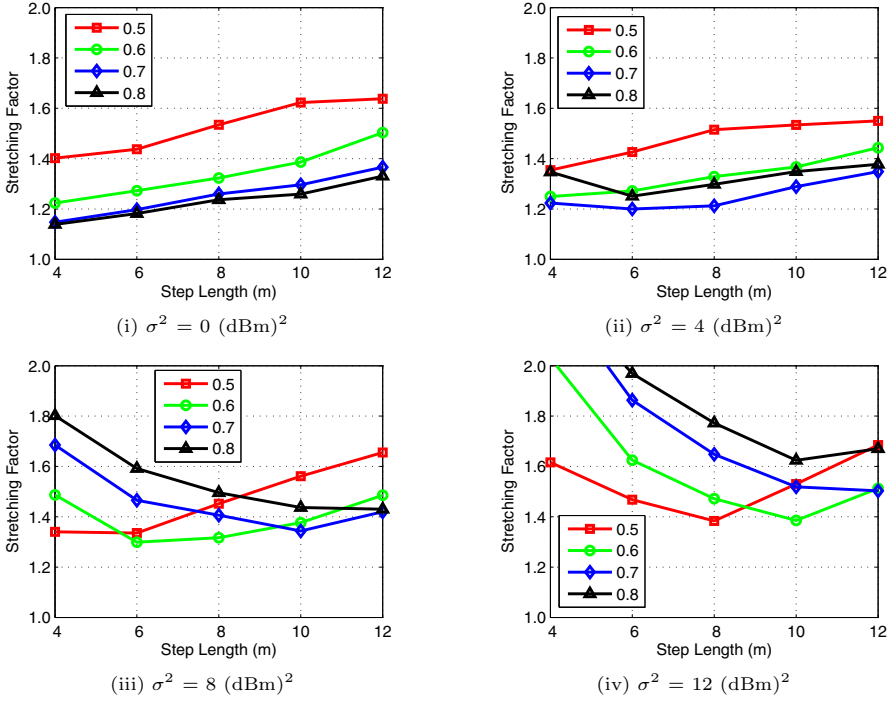 2.0
1.8
1.6
1.4
1.2
1.0
Stretching Factor
0.5
0.6
0.7
0.8
4 6 8 10 12
Step Length (m)
(i) σ² = 0 (dBm)²
2.0
1.8
1.6
1.4
1.2
1.0
Stretching Factor
0.5
0.6
0.7
0.8
4 6 8 10 12
Step Length (m)
(ii) σ² = 4 (dBm)²
2.0
1.8
1.6
1.4
1.2
1.0
Stretching Factor
0.5
0.6
0.7
0.8
4 6 8 10 12
Step Length (m)
(iii) σ² = 8 (dBm)²
2.0
1.8
1.6
1.4
1.2
1.0
Stretching Factor
0.5
0.6
0.7
0.8
4 6 8 10 12
Step Length (m)
(iv) σ² = 12 (dBm)²